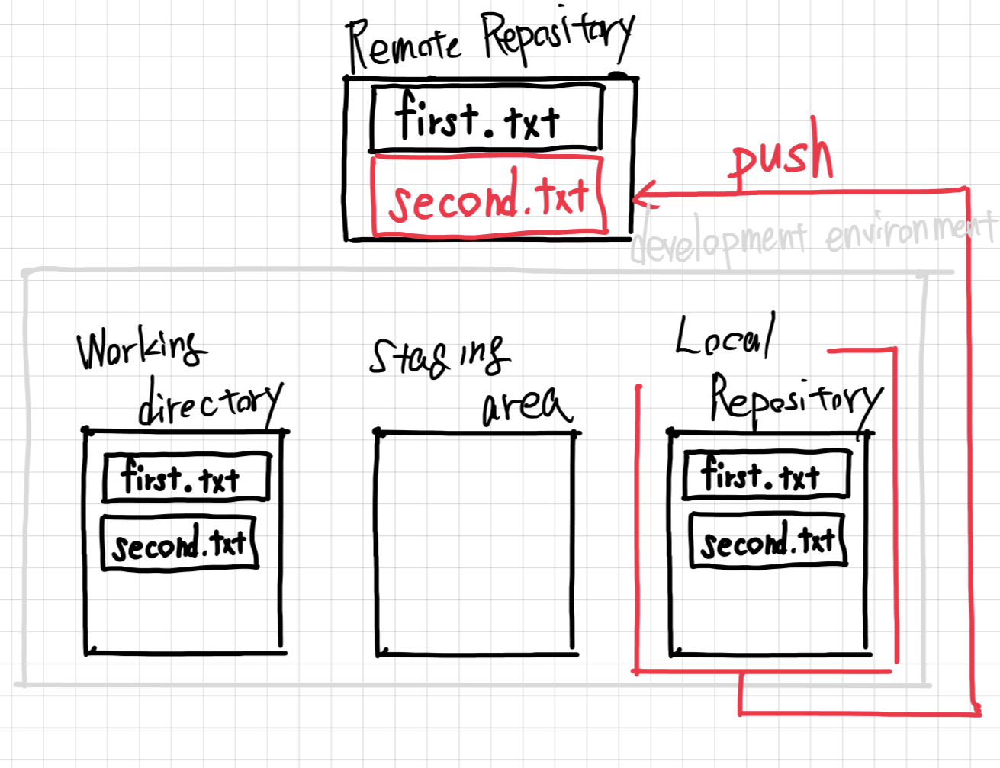 Remote Repository
first.txt
second.txt
push
development environment
Working
directory
first.txt
second.txt
Staging
area
Local
Repository
first.txt
second.txt